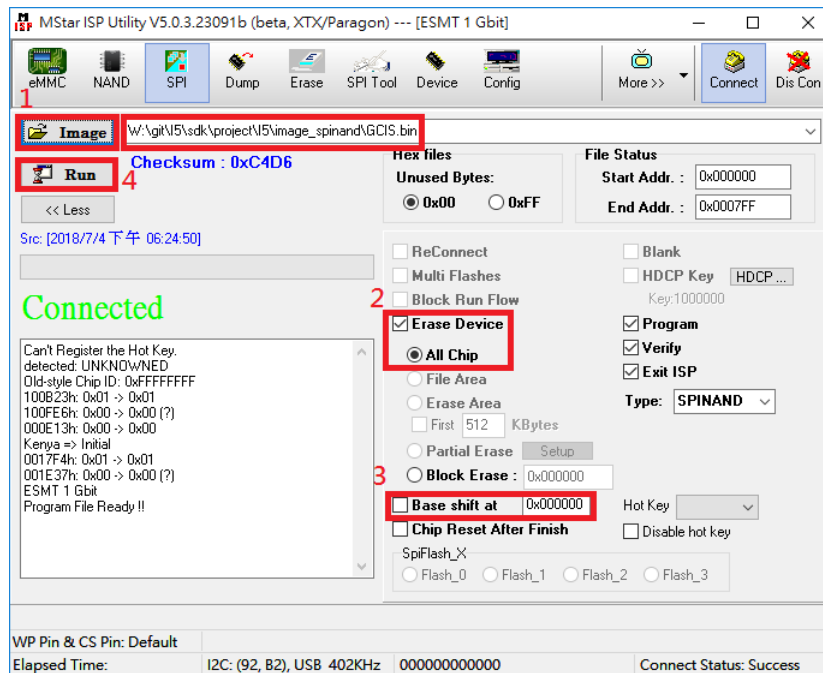 MStar ISP Utility V5.0.3.23091b (beta, XTX/Paragon) --- [ESMT 1 Gbit]
eMMC NAND SPI Dump Erase SPI Tool Device Config More >> Connect Dis Con
1
Image W:\git\I5\sdk\project\I5\image_spinand\GCIS.bin
Run 4 Checksum : 0xC4D6
<< Less
Hex files
Unused Bytes:
0x00 0xFF
File Status
Start Addr. : 0x000000
End Addr. : 0x0007FF
Src: [2018/7/4 下午 06:24:50]
Connected
Can't Register the Hot Key.
detected: UNKNOWNED
Old-style Chip ID: 0xFFFFFFFF
100B23h: 0x01 -> 0x01
100FE6h: 0x00 -> 0x00 (?)
000E13h: 0x00 -> 0x00
Kenya => Initial
0017F4h: 0x01 -> 0x01
001E37h: 0x00 -> 0x00 (?)
ESMT 1 Gbit
Program File Ready !!
ReConnect
Multi Flashes
2 Block Run Flow
Erase Device
All Chip
File Area
Erase Area
First 512 KBytes
Partial Erase Setup
3 Block Erase : 0x000000
Base shift at 0x000000
Chip Reset After Finish
Blank
HDCP Key HDCP ...
Key:1000000
Program
Verify
Exit ISP
Type: SPINAND
Hot Key
Disable hot key
SpiFlash_X
Flash_0 Flash_1 Flash_2 Flash_3
WP Pin & CS Pin: Default
Elapsed Time: I2C: (92, B2), USB 402KHz 000000000000 Connect Status: Success